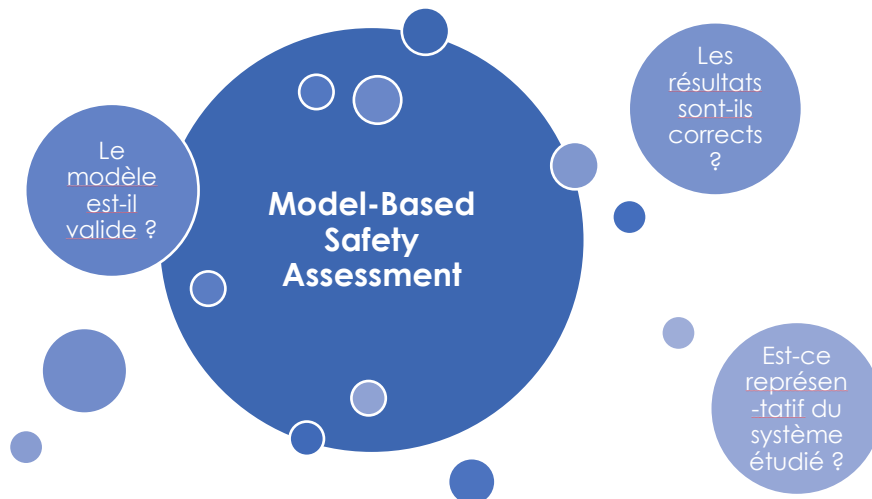 Le
modèle
est-il
valide ?
Model-Based
Safety
Assessment
Les
résultats
sont-ils
corrects
?
Est-ce
représen
-tatif du
système
étudié ?